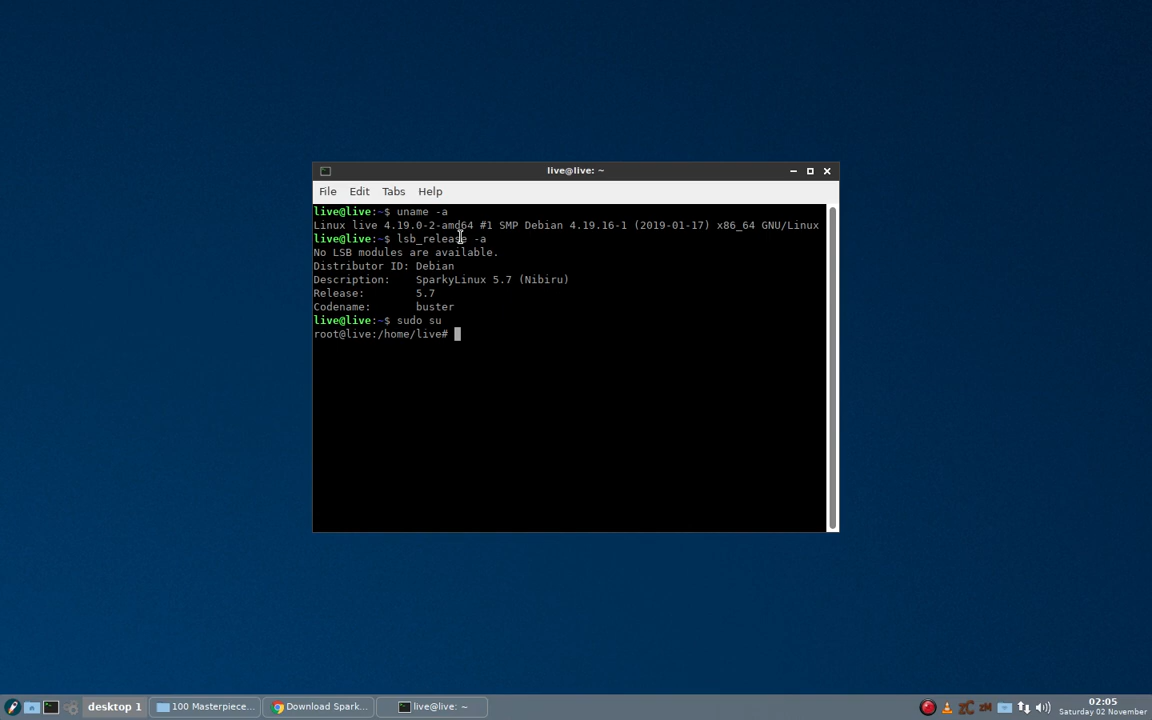 live@live: ~
File Edit Tabs Help
live@live:~$ uname -a
Linux live 4.19.0-2-amd64 #1 SMP Debian 4.19.16-1 (2019-01-17) x86_64 GNU/Linux
live@live:~$ lsb_release -a
No LSB modules are available.
Distributor ID: Debian
Description:    SparkyLinux 5.7 (Nibiru)
Release:        5.7
Codename:       buster
live@live:~$ sudo su
root@live:/home/live#
desktop 1 100 Masterpiece... Download Spark... live@live: ~ zC zM 02:05
Saturday 02 November